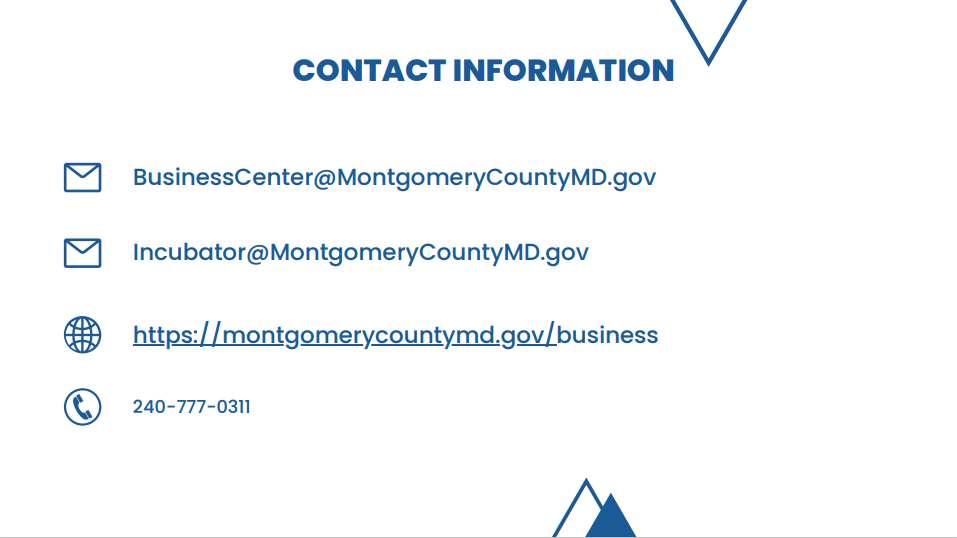 CONTACT INFORMATION
BusinessCenter@MontgomeryCountyMD.gov
Incubator@MontgomeryCountyMD.gov
https://montgomerycountymd.gov/business
240-777-0311